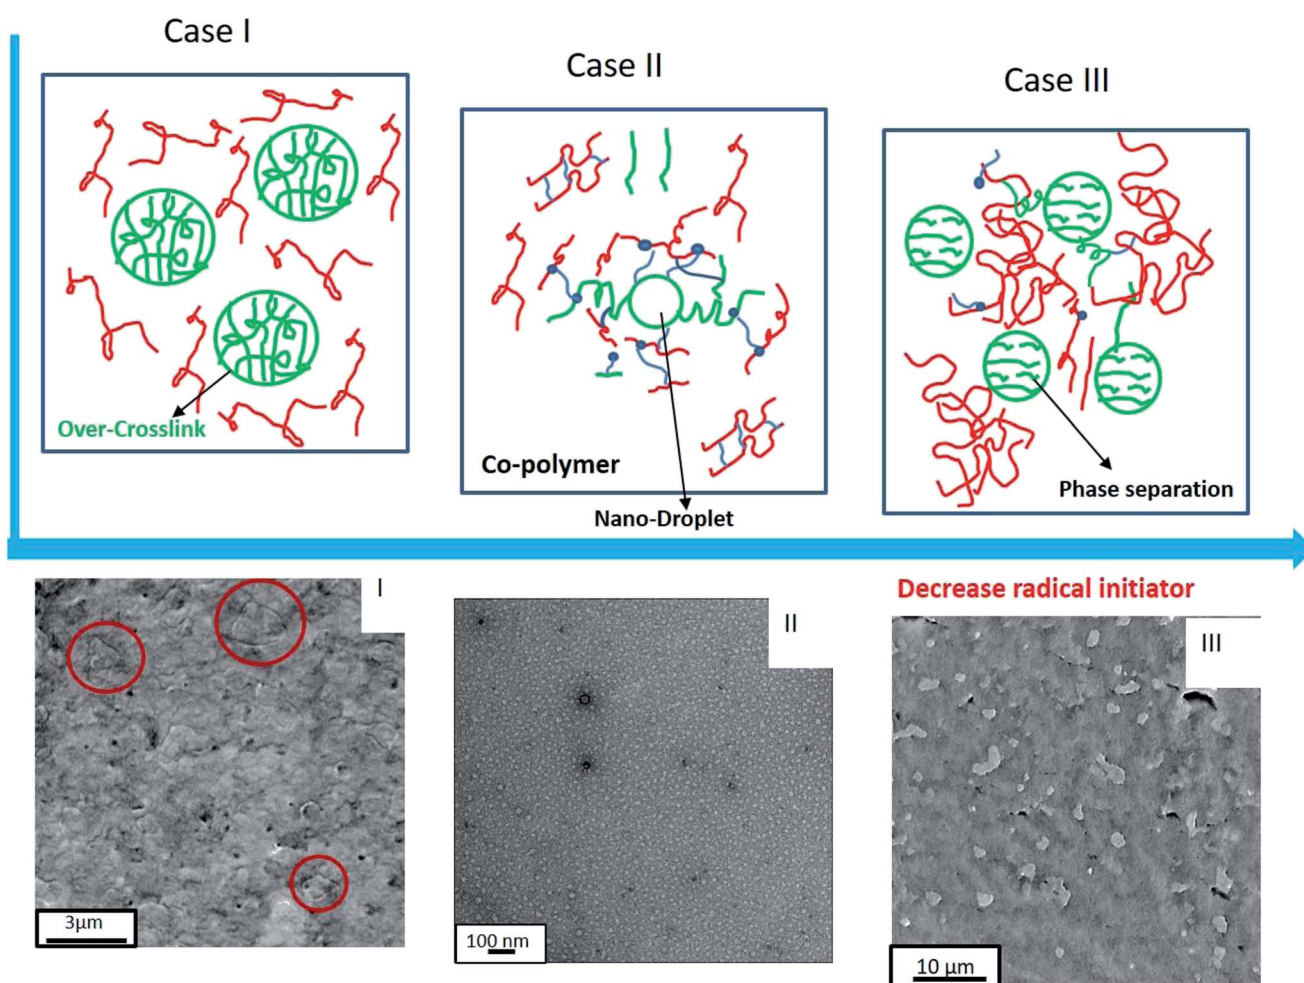 Case I
Case II
Case III
Over-Crosslink
Co-polymer
Nano-Droplet
Phase separation
Decrease radical initiator
I
II
III
3μm
100 nm
10 μm